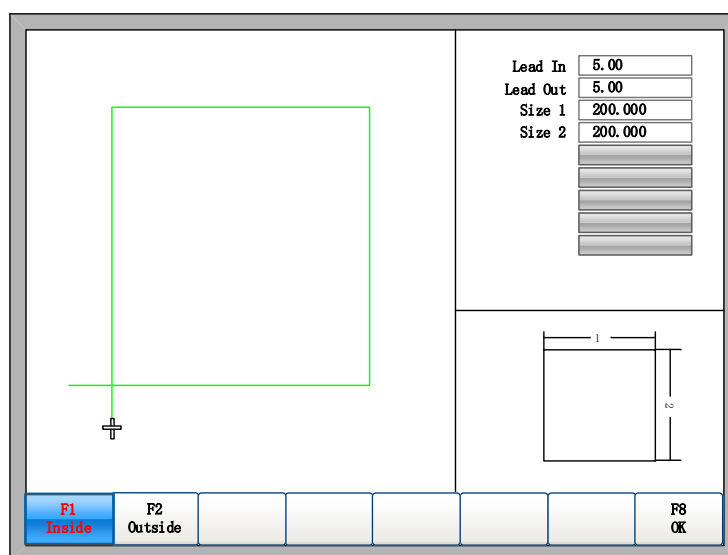 Lead In 5.00
Lead Out 5.00
Size 1 200.000
Size 2 200.000
1
2
F1 F2 F8
Inside Outside OK